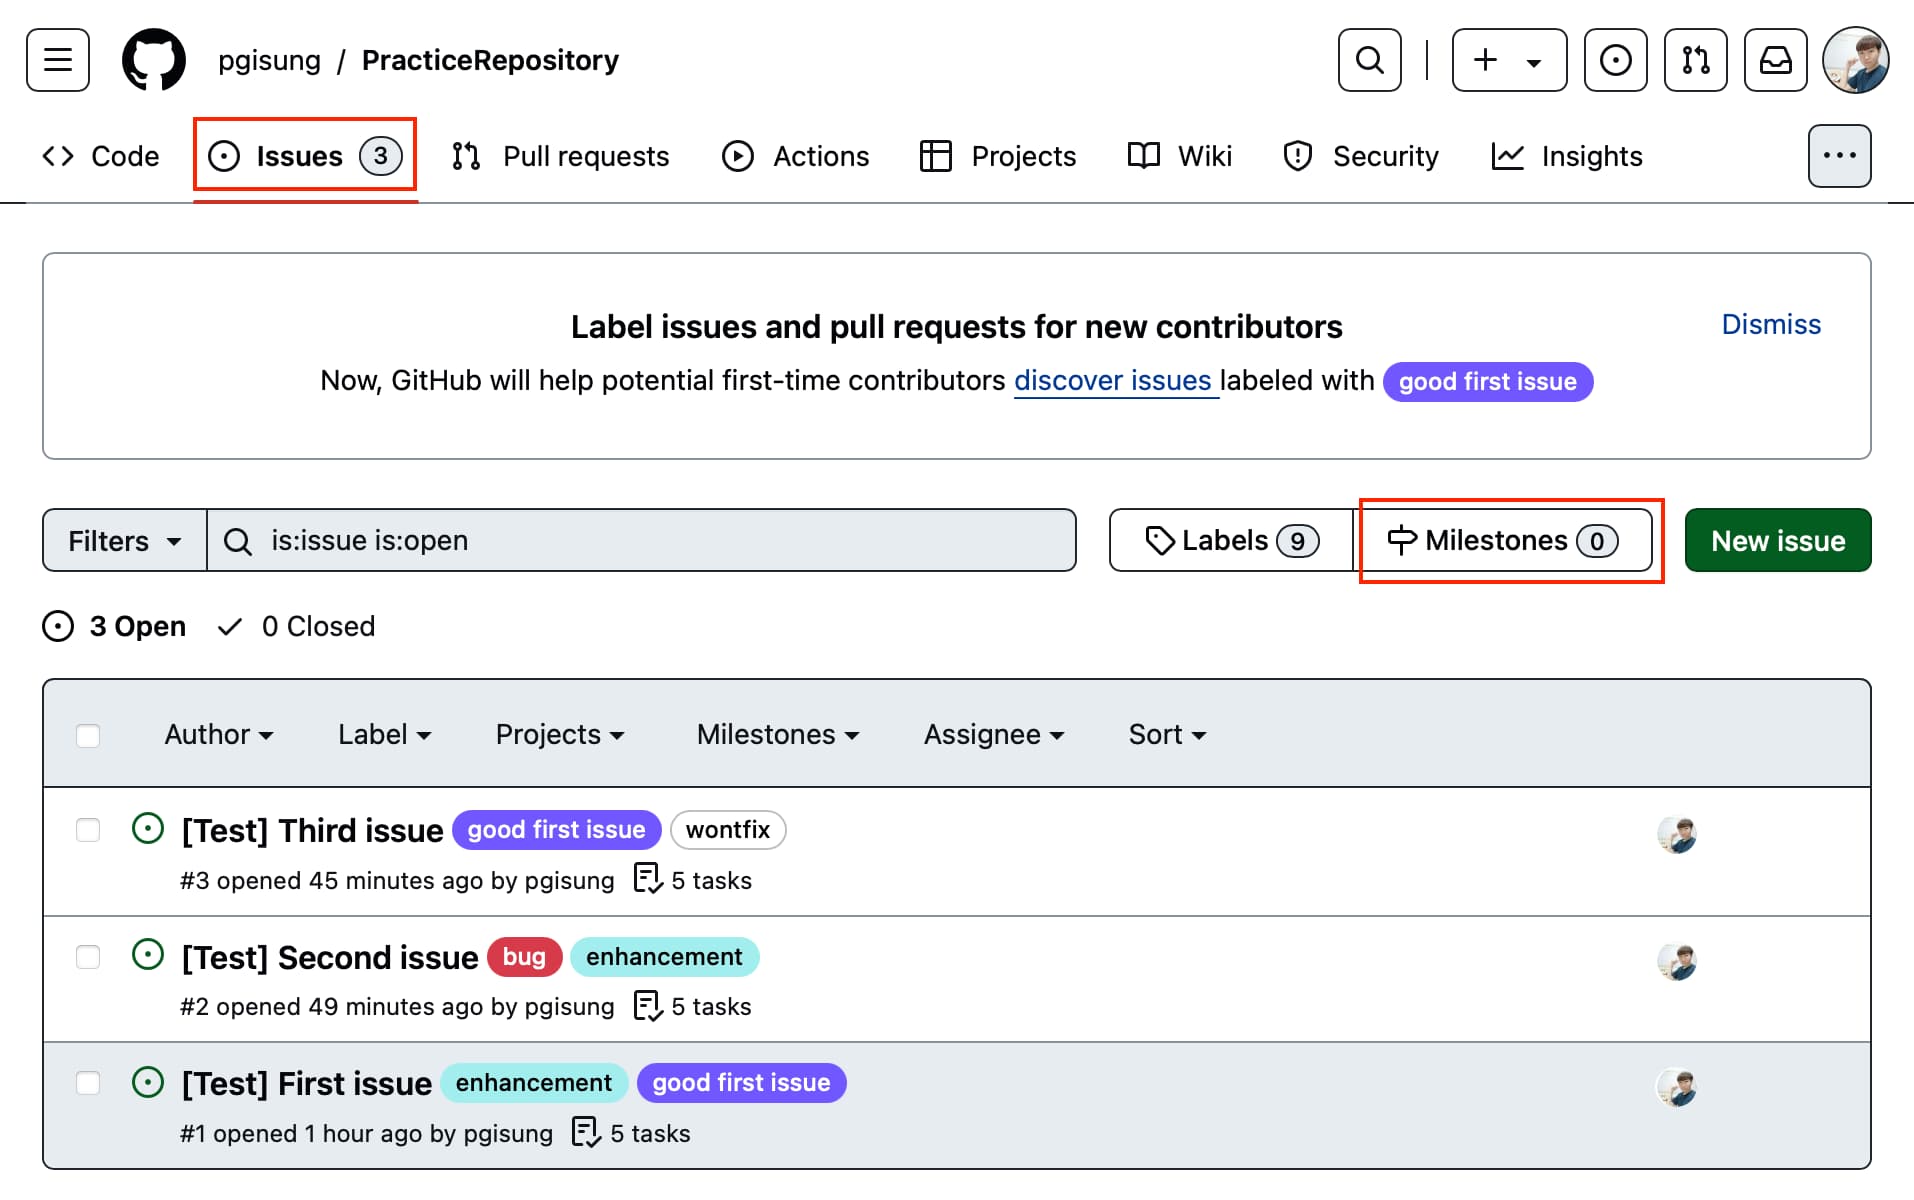 pgisung / PracticeRepository
Code Issues 3 Pull requests Actions Projects Wiki Security Insights
Label issues and pull requests for new contributors
Dismiss
Now, GitHub will help potential first-time contributors discover issues labeled with good first issue
Filters is:issue is:open Labels 9 Milestones 0 New issue
3 Open 0 Closed
Author Label Projects Milestones Assignee Sort
[Test] Third issue good first issue wontfix
#3 opened 45 minutes ago by pgisung 5 tasks
[Test] Second issue bug enhancement
#2 opened 49 minutes ago by pgisung 5 tasks
[Test] First issue enhancement good first issue
#1 opened 1 hour ago by pgisung 5 tasks